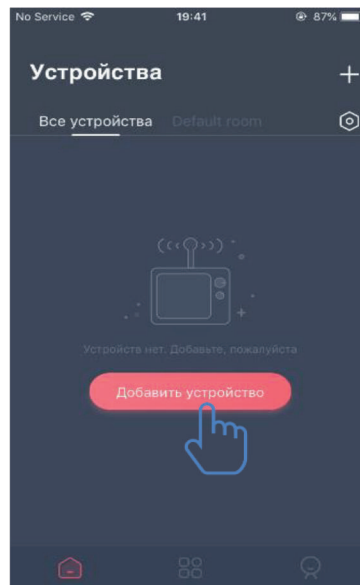 No Service 19:41 87%
Устройства
+
Все устройства Default room
Устройств нет. Добавьте, пожалуйста
Добавить устройство